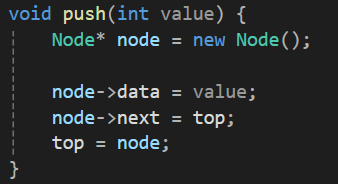 void push(int value) {
    Node* node = new Node();

    node->data = value;
    node->next = top;
    top = node;
}